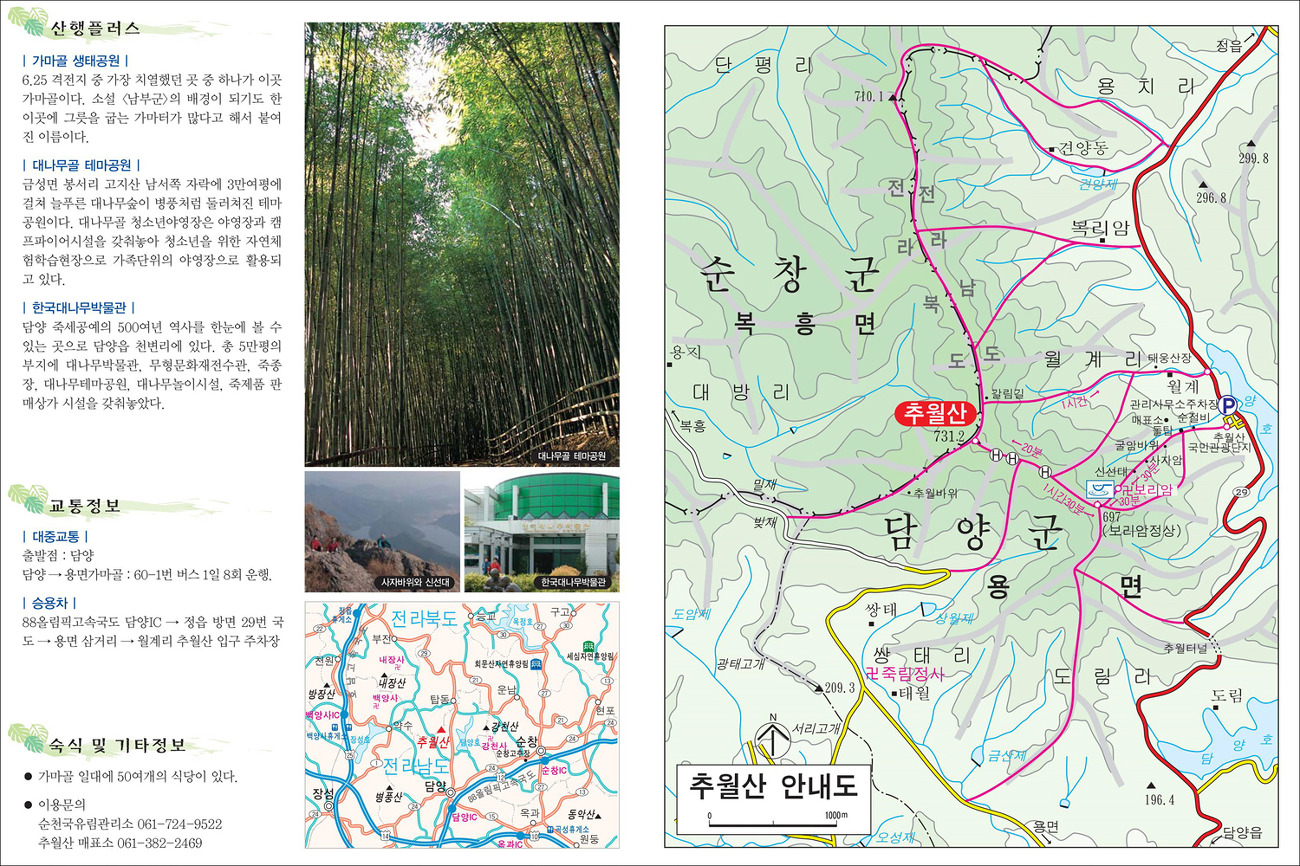 산행플러스
| 가마골 생태공원 |
6.25 격전지 중 가장 치열했던 곳 중 하나가 이곳
가마골이다. 소설 〈남부군〉의 배경이 되기도 한
이곳에 그릇을 굽는 가마터가 많다고 해서 붙여
진 이름이다.
| 대나무골 테마공원 |
금성면 봉서리 고지산 남서쪽 자락에 3만여평에
걸쳐 늘푸른 대나무숲이 병풍처럼 둘러쳐진 테마
공원이다. 대나무골 청소년야영장은 야영장과 캠
프파이어시설을 갖춰놓아 청소년을 위한 자연체
험학습현장으로 가족단위의 야영장으로 활용되
고 있다.
| 한국대나무박물관 |
담양 죽세공예의 500여년 역사를 한눈에 볼 수
있는 곳으로 담양읍 천변리에 있다. 총 5만평의
부지에 대나무박물관, 무형문화재전수관, 죽종
장, 대나무테마공원, 대나무놀이시설, 죽제품 판
매상가 시설을 갖춰놓았다.
교통정보
| 대중교통 |
출발점 : 담양
담양 → 용면가마골 : 60-1번 버스 1일 8회 운행.
| 승용차 |
88올림픽고속국도 담양IC → 정읍 방면 29번 국
도 → 용면 삼거리 → 월계리 추월산 입구 주차장
숙식 및 기타정보
● 가마골 일대에 50여개의 식당이 있다.
● 이용문의
순천국유림관리소 061-724-9522
추월산 매표소 061-382-2469
대나무골 테마공원
사자바위와 신선대
한국대나무박물관
정읍
휴게소
전라북도
옥정호
구고
부전
전원
내장사
내장산
회문산자연휴양림
세심자연휴양림
방장산
백양사
탑동
운남
백양사IC
현포
백양사휴게소
장성호
약수
추월산
담양호
강천산
강천사
순창
순창고추장
순창IC
전라남도
장성
병풍산
담양
88올림픽고속국도
담양IC
옥과
동악산
곡성휴게소
옥과IC
원등
정읍
단 평 리
용 치 리
710.1
견양동
견양제
299.8
296.8
전 전
라 라
북 남
도 도
복리암
순 창 군
복 흥 면
용지
대 방 리
월 계 리
태웅산장
월계
갈림길
1시간
관리사무소주차장
P
매표소
순절비
돌탑
추월산
국민관광단지
굴암바위
사자암
신선대
양
호
추월산
731.2
복흥
H H H
20분
30분
보리암
30분
1시간30분
697
(보리암정상)
29
밀재
빚재
추월바위
담 양 군
용 면
쌍태
상월제
쌍 태 리
도암제
광태고개
죽림정사
태월
209.3
추월터널
도 림 리
도림
담 양 호
서리고개
금산제
N
추월산 안내도
0 1000m
196.4
용면
담양읍
오성제